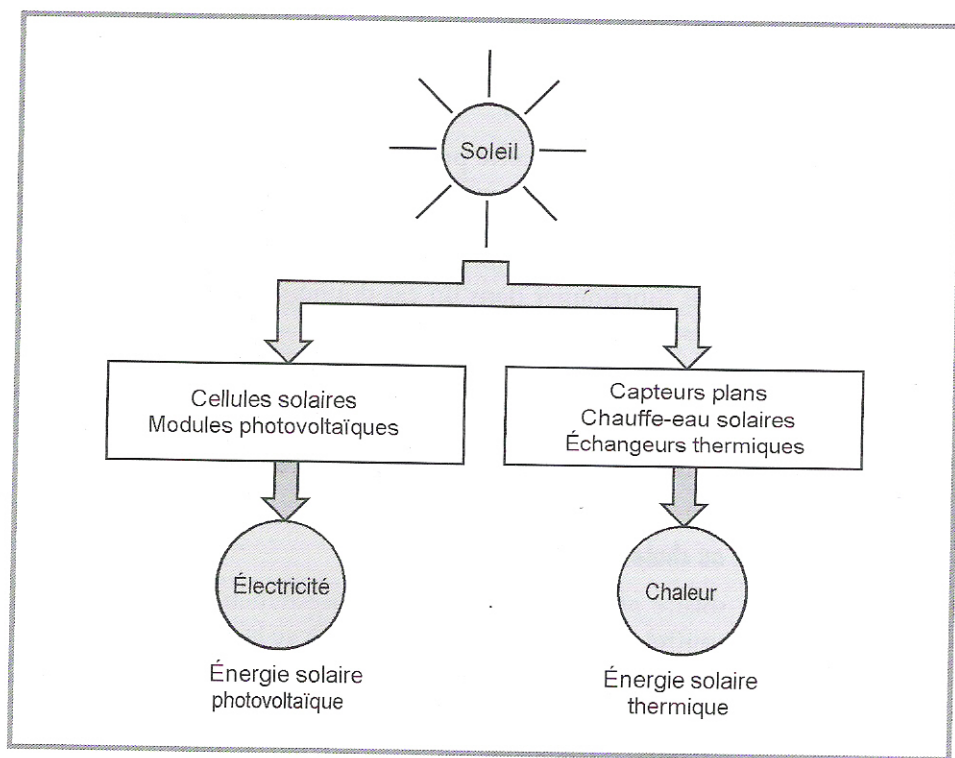 Soleil
Cellules solaires
Modules photovoltaïques
Capteurs plans
Chauffe-eau solaires
Échangeurs thermiques
Électricité
Chaleur
Énergie solaire
photovoltaïque
Énergie solaire
thermique